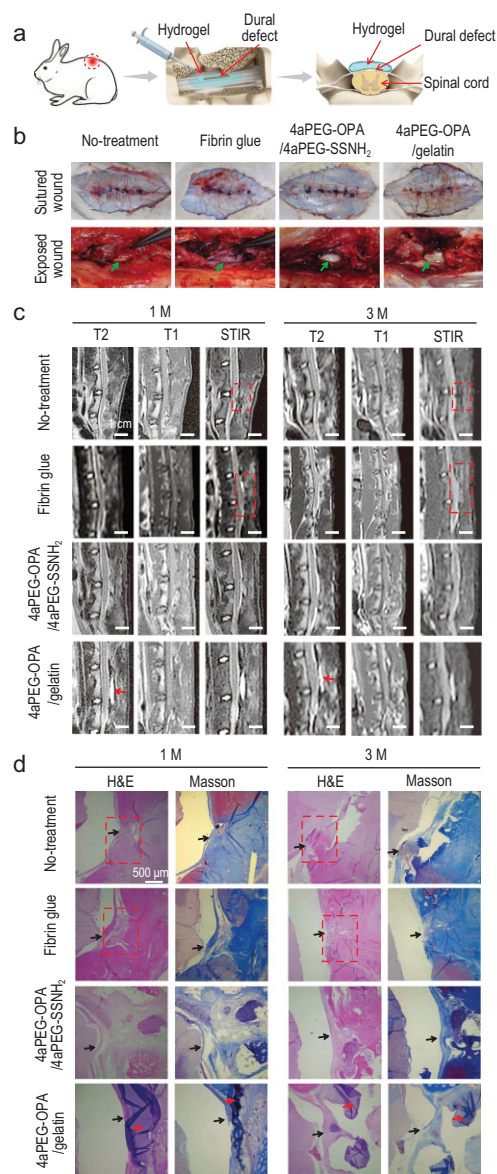 a
Hydrogel
Dural
defect
Hydrogel
Dural defect
Spinal cord
b
No-treatment
Fibrin glue
4aPEG-OPA
/4aPEG-SSNH₂
4aPEG-OPA
/gelatin
Sutured
wound
Exposed
wound
c
1 M
3 M
T2
T1
STIR
T2
T1
STIR
No-treatment
1 cm
Fibrin glue
4aPEG-OPA
/4aPEG-SSNH₂
4aPEG-OPA
/gelatin
d
1 M
3 M
H&E
Masson
H&E
Masson
No-treatment
500 µm
Fibrin glue
4aPEG-OPA
/4aPEG-SSNH₂
4aPEG-OPA
/gelatin